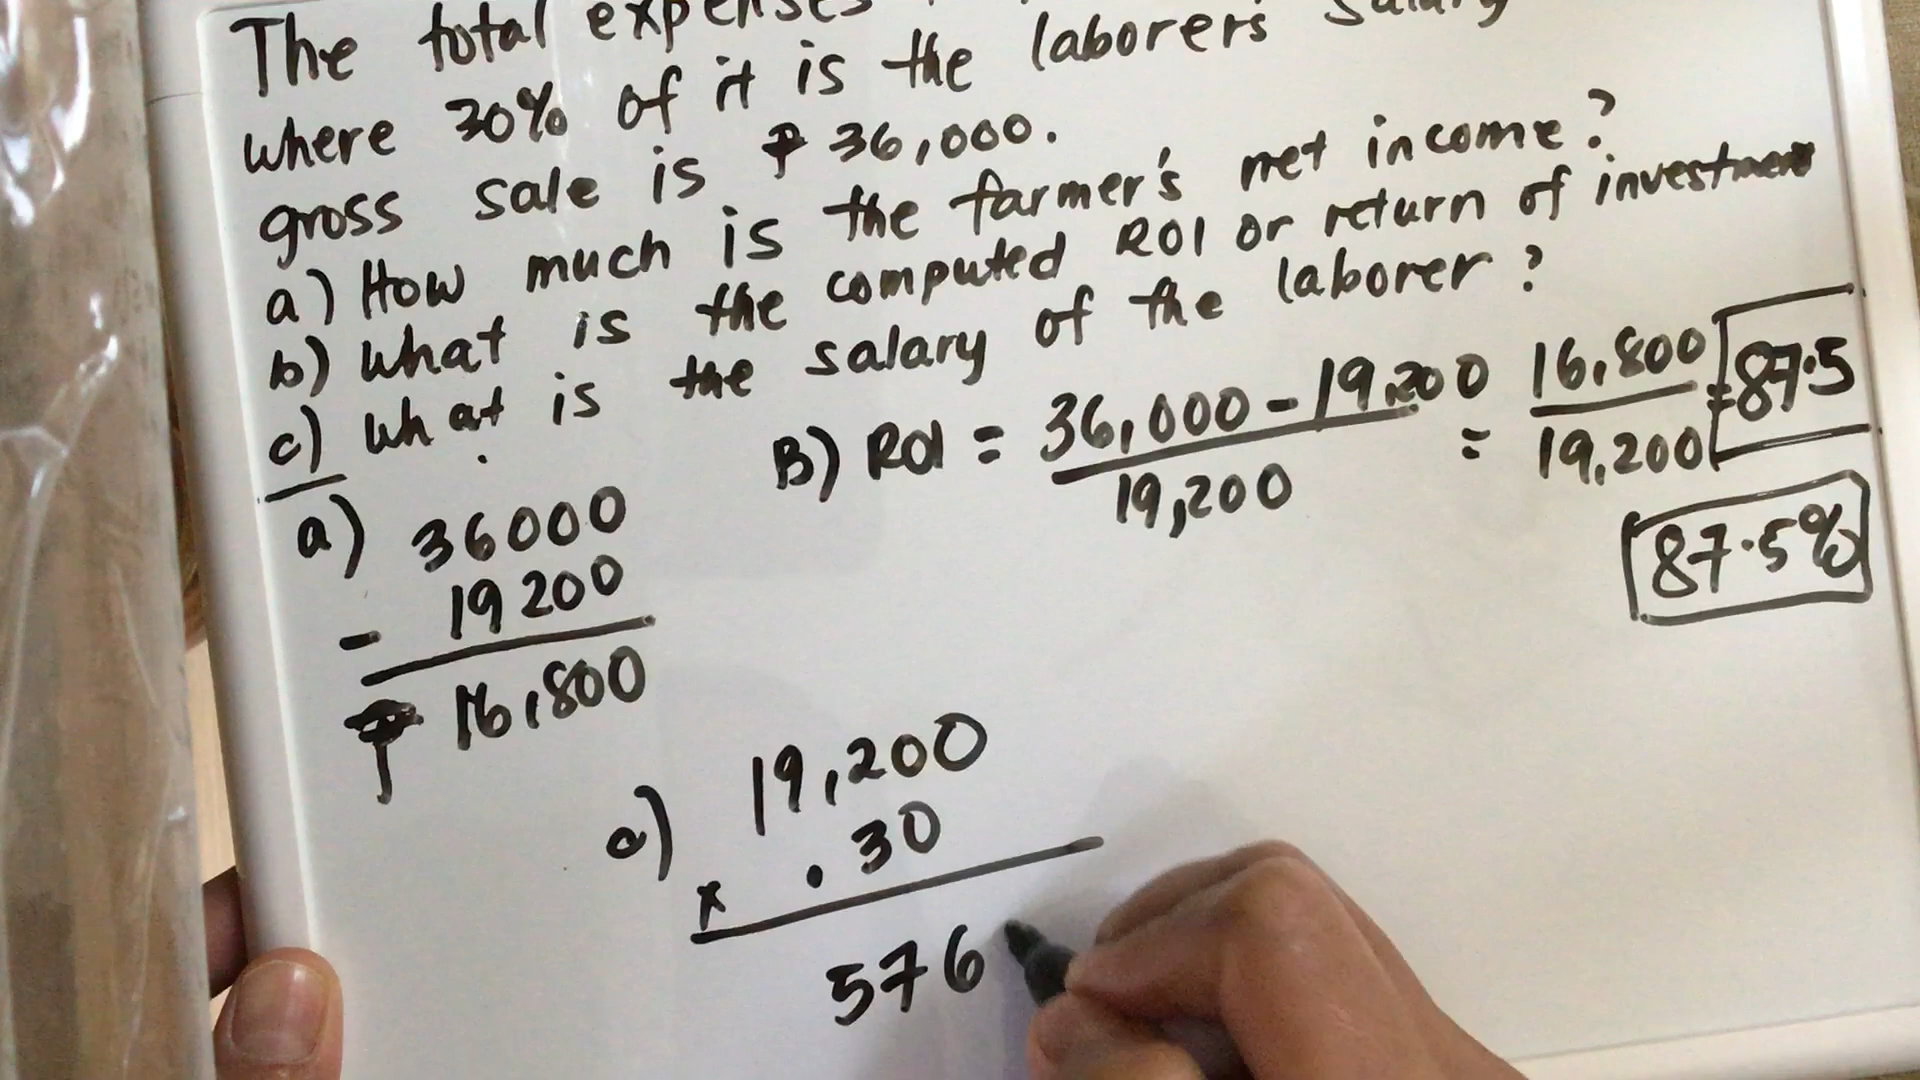 The total expenses
where 30% of it is the laborers salary
gross sale is ₱ 36,000.
a) How much is the farmer's net income?
b) What is the computed ROI or return of investment
c) What is the salary of the laborer?
a) 36000
- 19200
₱ 16,800
B) ROI = 36,000 - 19,200 = 16,800 = 87.5
19,200 19,200
87.5%
c) 19,200
x .30
576